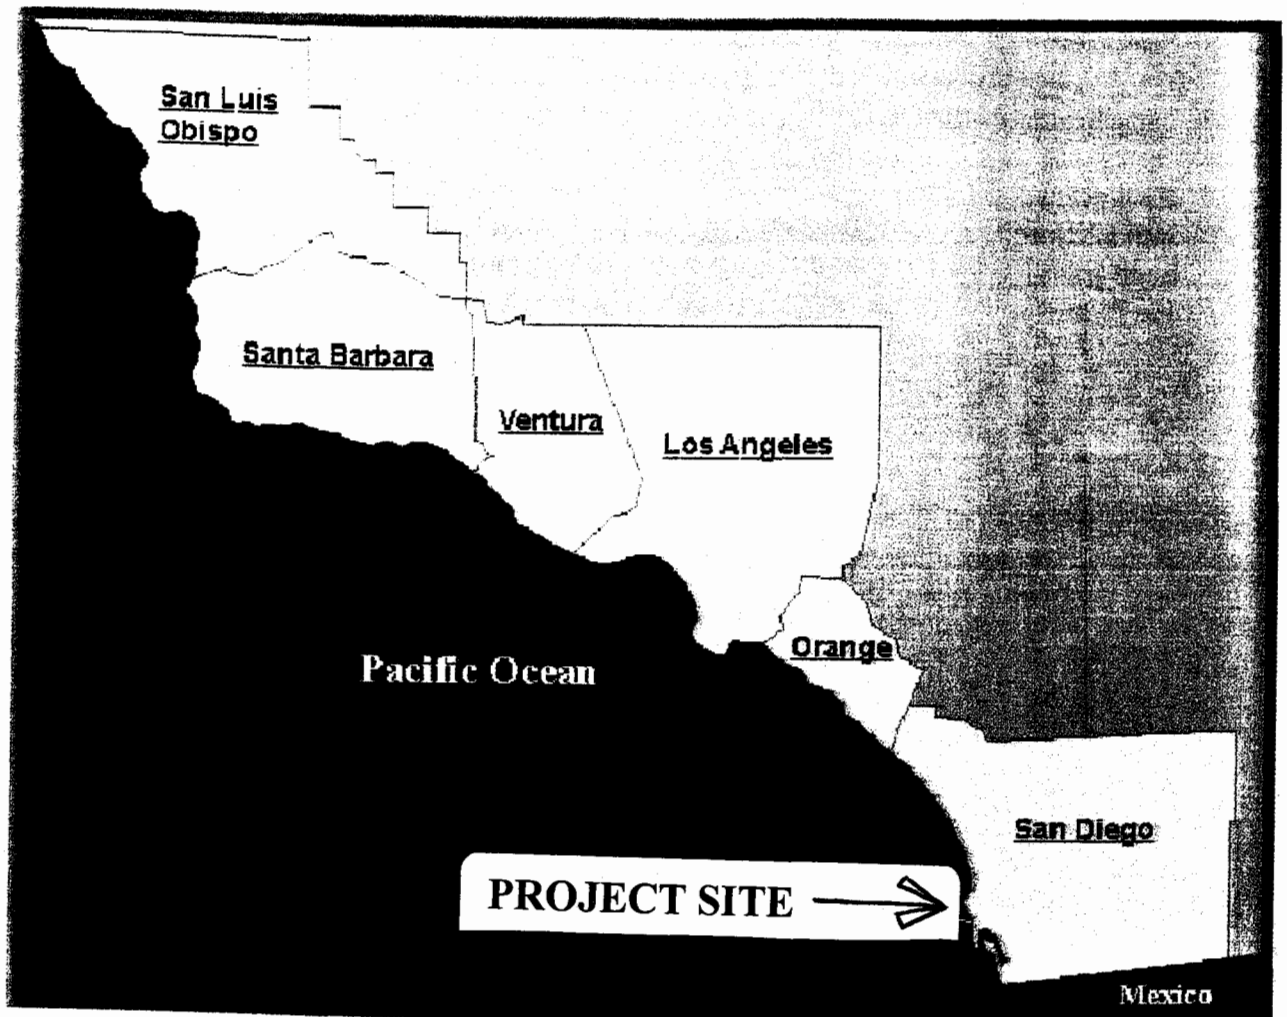 San Luis
Obispo
Santa Barbara
Ventura
Los Angeles
Orange
Pacific Ocean
San Diego
PROJECT SITE
Mexico